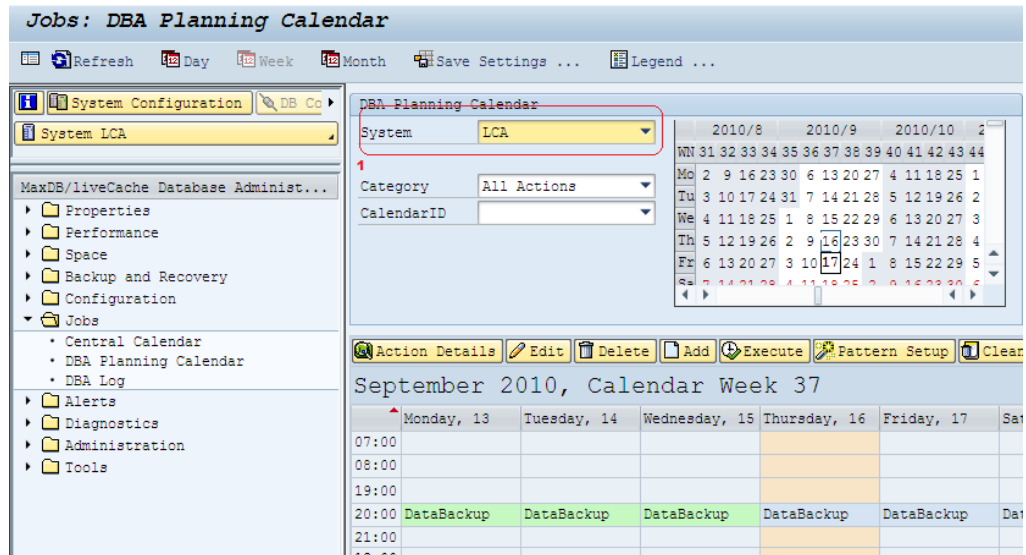 Jobs: DBA Planning Calendar
Refresh Day Week Month Save Settings ... Legend ...
System Configuration DB Co
System LCA
MaxDB/liveCache Database Administ...
Properties
Performance
Space
Backup and Recovery
Configuration
Jobs
Central Calendar
DBA Planning Calendar
DBA Log
Alerts
Diagnostics
Administration
Tools
DBA Planning Calendar
System LCA
1
Category All Actions
CalendarID
2010/8 2010/9 2010/10 2
WN 31 32 33 34 35 36 37 38 39 40 41 42 43 44
Mo 2 9 16 23 30 6 13 20 27 4 11 18 25 1
Tu 3 10 17 24 31 7 14 21 28 5 12 19 26 2
We 4 11 18 25 1 8 15 22 29 6 13 20 27 3
Th 5 12 19 26 2 9 16 23 30 7 14 21 28 4
Fr 6 13 20 27 3 10 17 24 1 8 15 22 29 5
Action Details Edit Delete Add Execute Pattern Setup Clean
September 2010, Calendar Week 37
Monday, 13 Tuesday, 14 Wednesday, 15 Thursday, 16 Friday, 17 Sat
07:00
08:00
19:00
20:00 DataBackup DataBackup DataBackup DataBackup DataBackup Dat
21:00